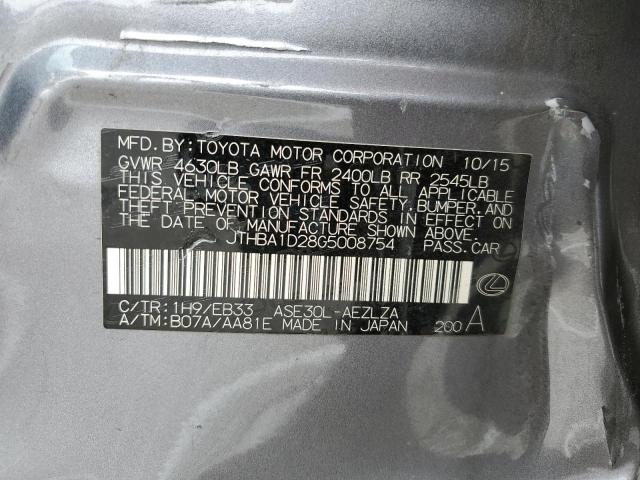 MFD.BY:TOYOTA MOTOR CORPORATION 10/15
GVWR 4630LB GAWR FR 2400LB RR 2545LB
THIS VEHICLE CONFORMS TO ALL APPLICABLE
FEDERAL MOTOR VEHICLE SAFETY,BUMPER,AND
THEFT PREVENTION STANDARDS IN EFFECT ON
THE DATE OF MANUFACTURE SHOWN ABOVE.
JTHBA1D28G5008754 PASS.CAR
C/TR:1H9/EB33 ASE30L-AEZLZA
A/TM:B07A/AA81E MADE IN JAPAN 200 A